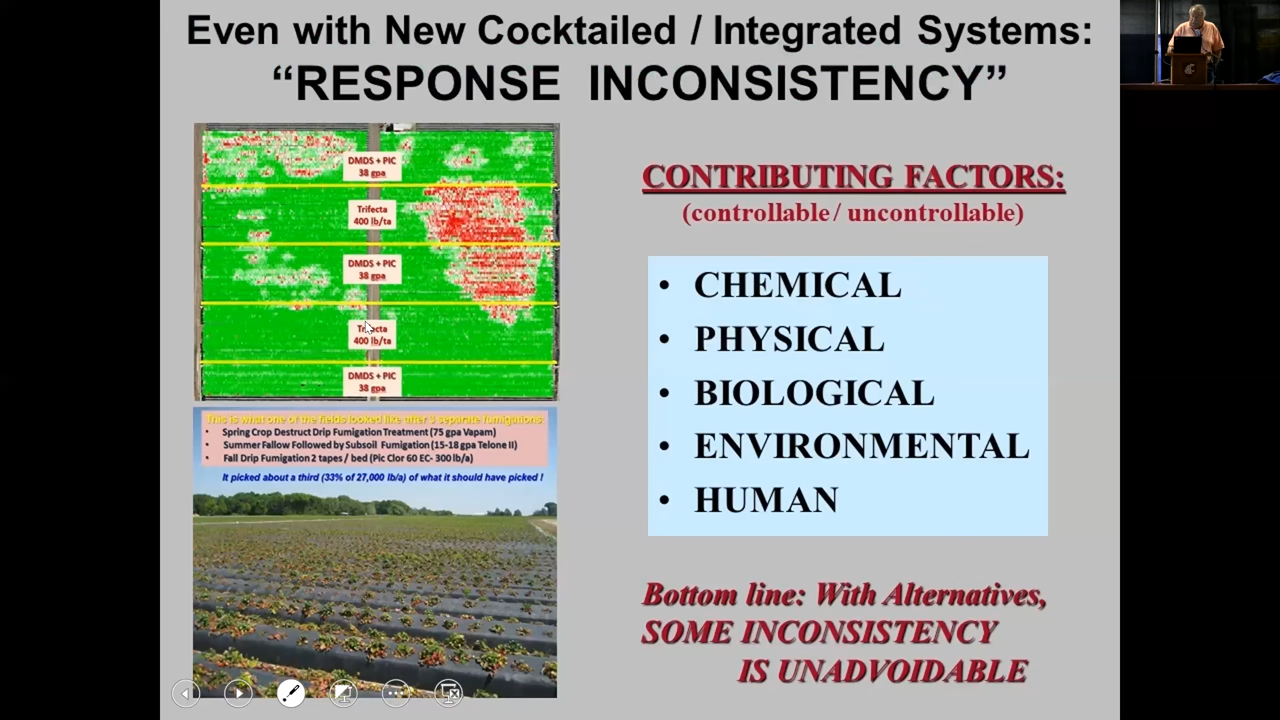 Even with New Cocktailed / Integrated Systems:
“RESPONSE INCONSISTENCY”
DMDS + PIC
38 gpa
Trifecta
400 lb/ta
DMDS + PIC
38 gpa
400 lb/ta
DMDS + PIC
38 gpa
This is what one of the fields looked like after 3 separate fumigations:
• Spring Crop Destruct Drip Fumigation Treatment (75 gpa Vapam)
• Summer Fallow Followed by Subsoil Fumigation (15-18 gpa Telone II)
• Fall Drip Fumigation 2 tapes / bed (Pic Clor 60 EC- 300 lb/a)
It picked about a third (33% of 27,000 lb/a) of what it should have picked !
CONTRIBUTING FACTORS:
(controllable / uncontrollable)
• CHEMICAL
• PHYSICAL
• BIOLOGICAL
• ENVIRONMENTAL
• HUMAN
Bottom line: With Alternatives,
SOME INCONSISTENCY
IS UNADVOIDABLE